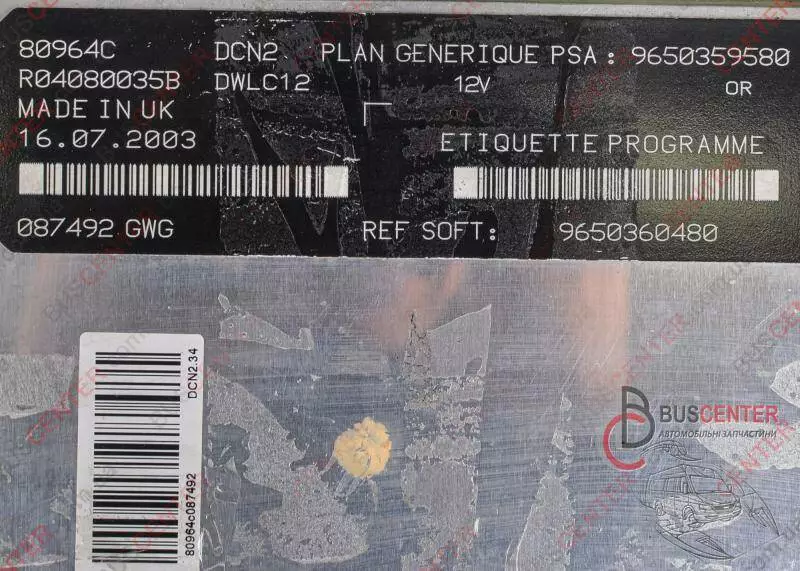 80964C DCN2 PLAN GENERIQUE PSA : 9650359580
R04080035B DWLC12 12V OR
MADE IN UK
16.07.2003 ETIQUETTE PROGRAMME
087492 GWG REF SOFT: 9650360480
DCN2.34
80964c087492
BUSCENTER
АВТОМОБІЛЬНІ ЗАПЧАСТИНИ